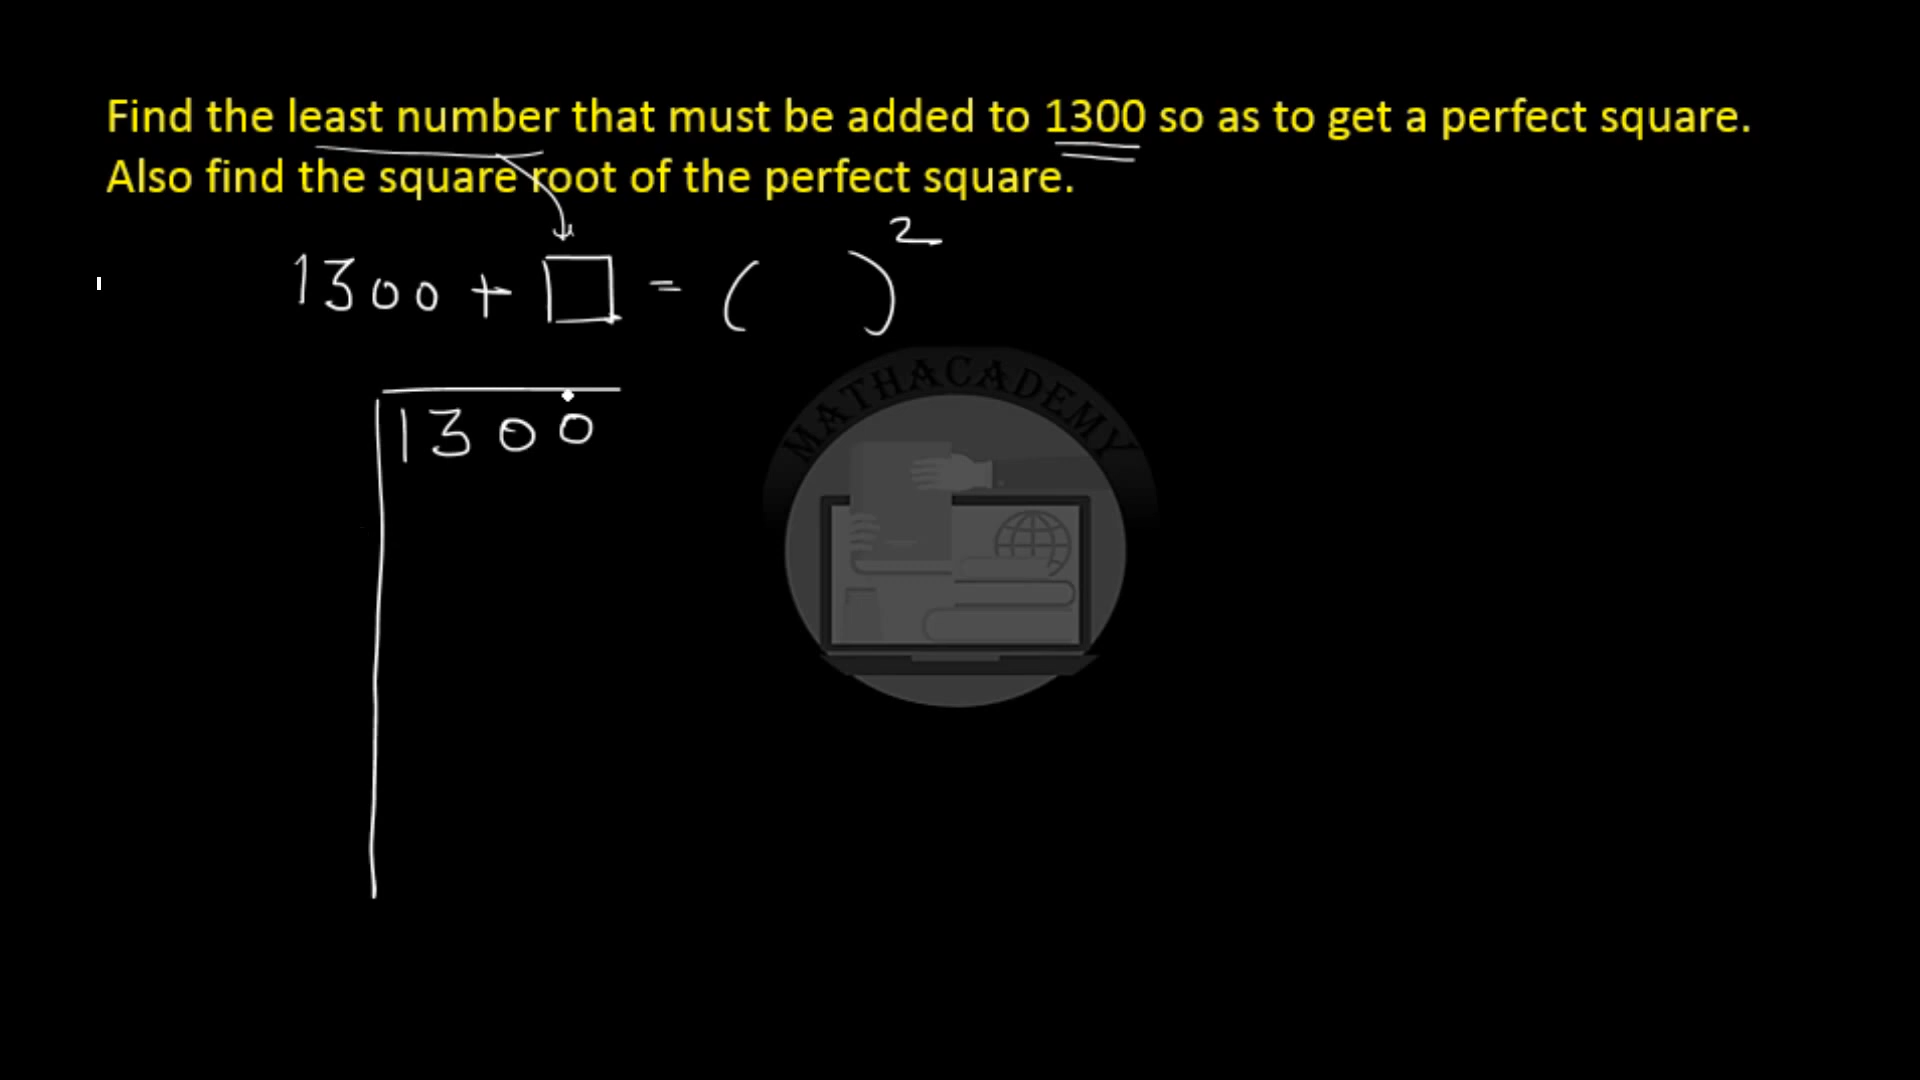 Find the least number that must be added to 1300 so as to get a perfect square.
Also find the square root of the perfect square.
1300 + □ = (    )²
1300
MATHACADEMY